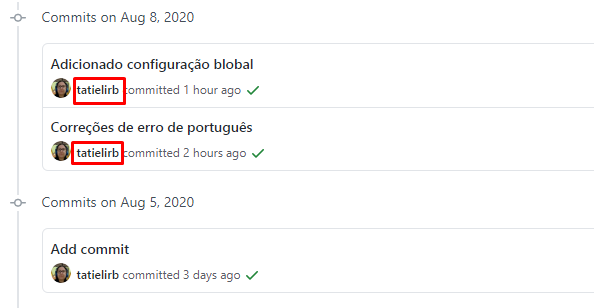 Commits on Aug 8, 2020
Adicionado configuração blobal
tatielirb committed 1 hour ago
Correções de erro de português
tatielirb committed 2 hours ago
Commits on Aug 5, 2020
Add commit
tatielirb committed 3 days ago